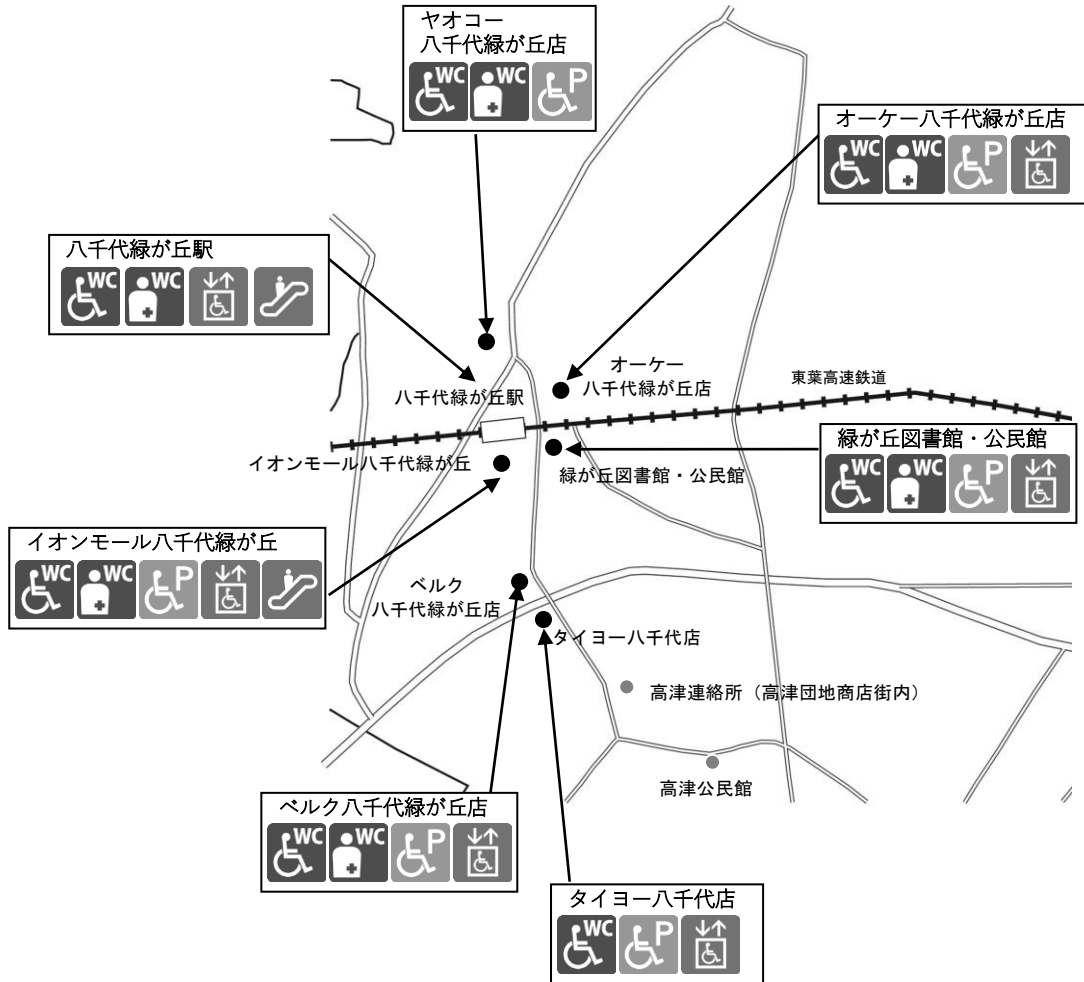 ヤオコー
八千代緑が丘店
WC WC P
オーケー八千代緑が丘店
WC WC P
八千代緑が丘駅
WC WC
オーケー
八千代緑が丘店
東葉高速鉄道
八千代緑が丘駅
緑が丘図書館・公民館
WC WC P
イオンモール八千代緑が丘
緑が丘図書館・公民館
イオンモール八千代緑が丘
WC WC P
ベルク
八千代緑が丘店
タイヨー八千代店
高津連絡所（高津団地商店街内）
高津公民館
ベルク八千代緑が丘店
WC WC P
タイヨー八千代店
WC P